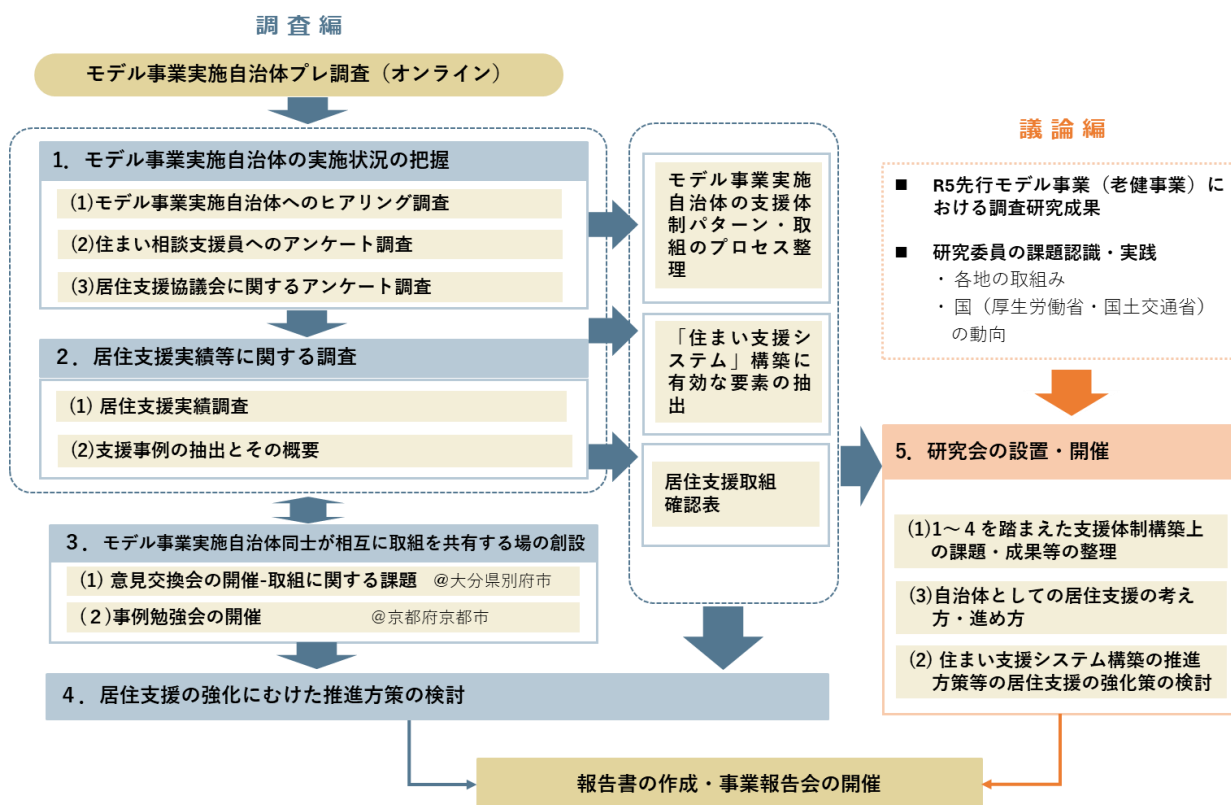 調査編
モデル事業実施自治体プレ調査（オンライン）
1．モデル事業実施自治体の実施状況の把握
(1)モデル事業実施自治体へのヒアリング調査
(2)住まい相談支援員へのアンケート調査
(3)居住支援協議会に関するアンケート調査
2．居住支援実績等に関する調査
(1) 居住支援実績調査
(2)支援事例の抽出とその概要
3．モデル事業実施自治体同士が相互に取組を共有する場の創設
(1) 意見交換会の開催-取組に関する課題 ＠大分県別府市
(２)事例勉強会の開催 ＠京都府京都市
4．居住支援の強化にむけた推進方策の検討
モデル事業実施
自治体の支援体
制パターン・取
組のプロセス整
理
「住まい支援シ
ステム」構築に
有効な要素の抽
出
居住支援取組
確認表
議論編
■ R5先行モデル事業（老健事業）に
おける調査研究成果
■ 研究委員の課題認識・実践
・各地の取組み
・国（厚生労働省・国土交通省）
の動向
5．研究会の設置・開催
(1)1～４を踏まえた支援体制構築上
の課題・成果等の整理
(3)自治体としての居住支援の考え
方・進め方
(2) 住まい支援システム構築の推進
方策等の居住支援の強化策の検討
報告書の作成・事業報告会の開催